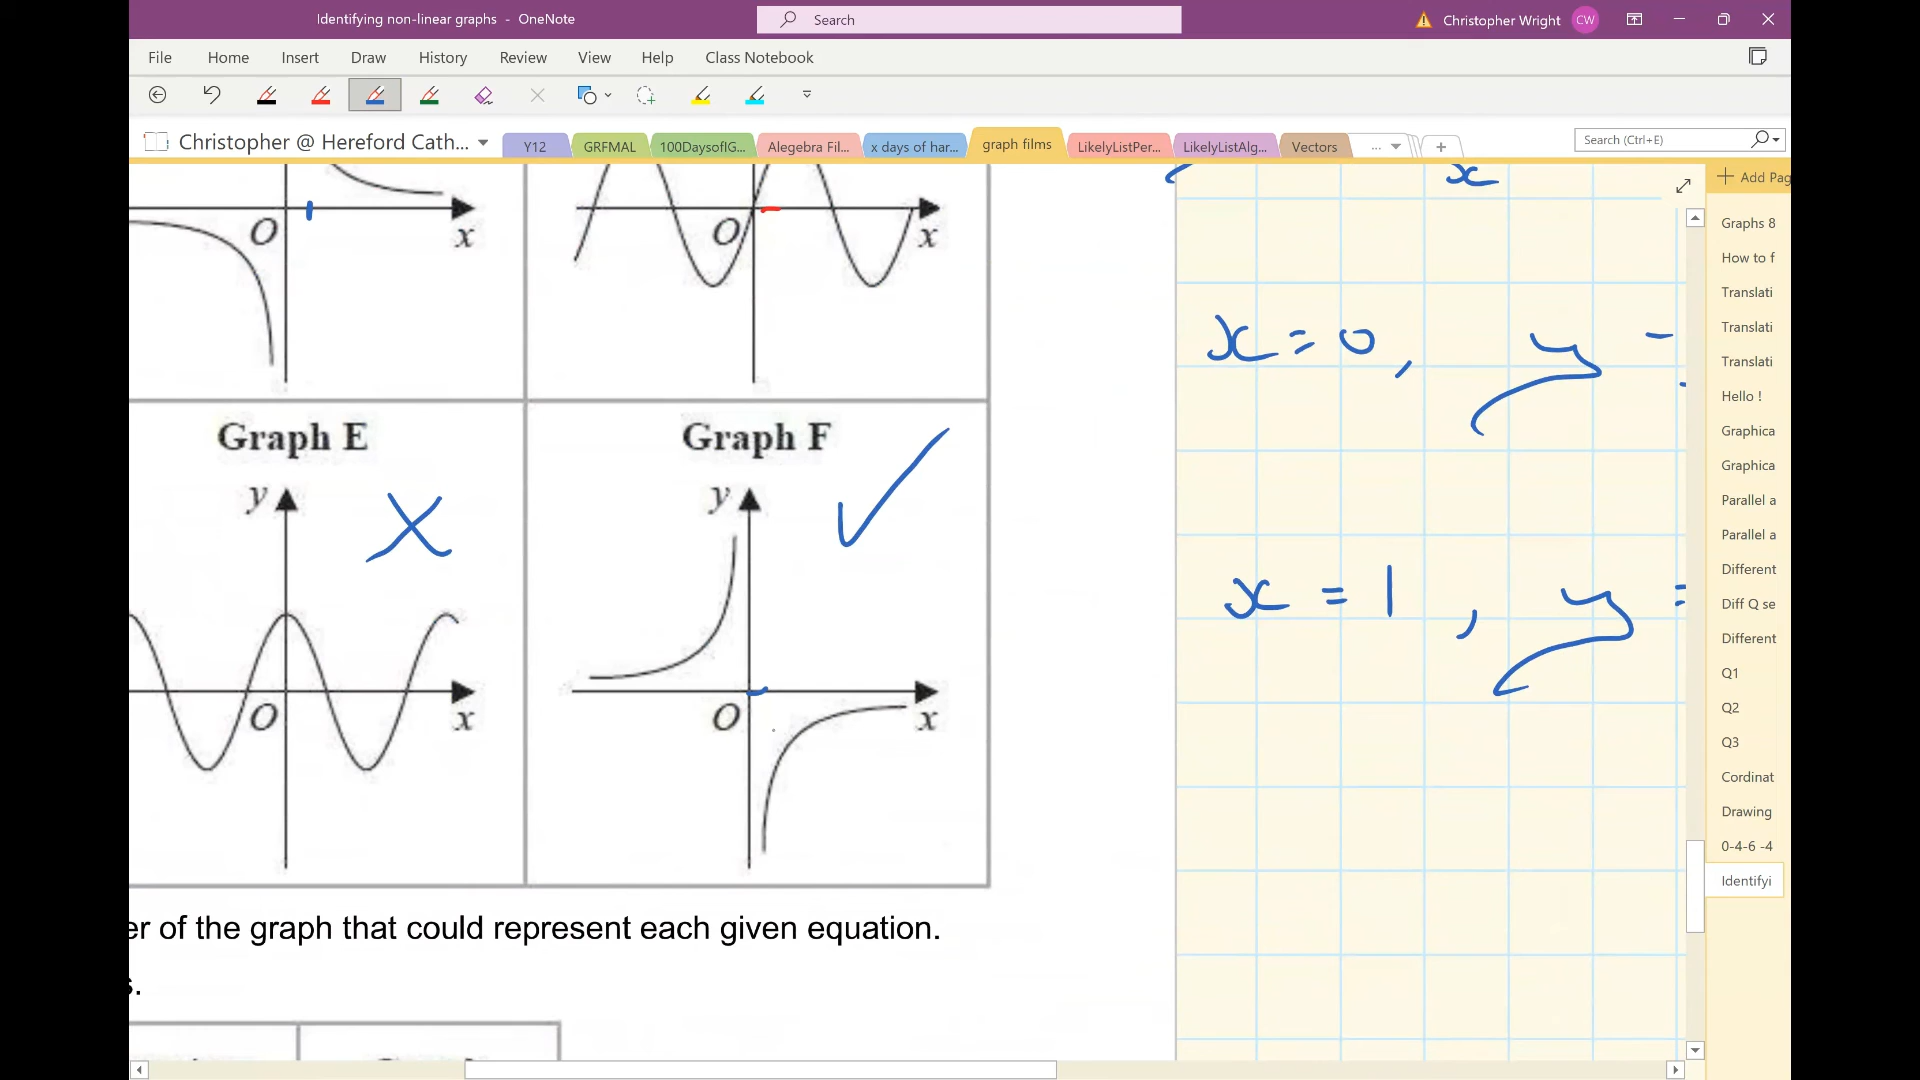 Identifying non-linear graphs - OneNote
Search
Christopher Wright CW
File Home Insert Draw History Review View Help Class Notebook
Christopher @ Hereford Cath...
Y12 GRFMAL 100DaysofIG... Alegebra Fil... x days of har... graph films LikelyListPer... LikelyListAlg... Vectors ...
Search (Ctrl+E)
Add Pag
Graphs 8
How to f
Translati
Translati
Translati
Hello !
Graphica
Graphica
Parallel a
Parallel a
Different
Diff Q se
Different
Q1
Q2
Q3
Cordinat
Drawing
0-4-6 -4
Identifyi
O x
O x
Graph E
y
O x
Graph F
y
O x
er of the graph that could represent each given equation.
s.
x
x = 0, y =
x = 1, y =